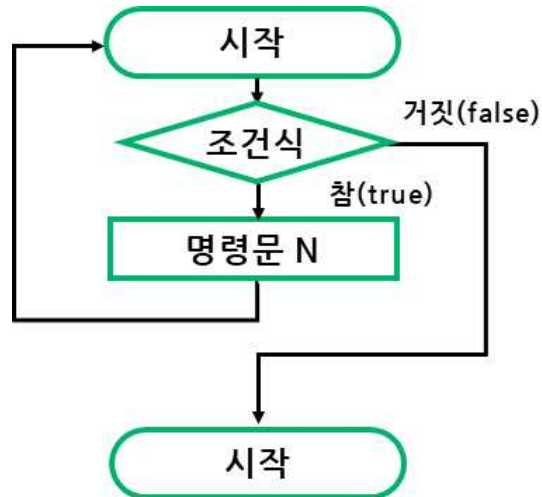 시작
거짓(false)
조건식
참(true)
명령문 N
시작